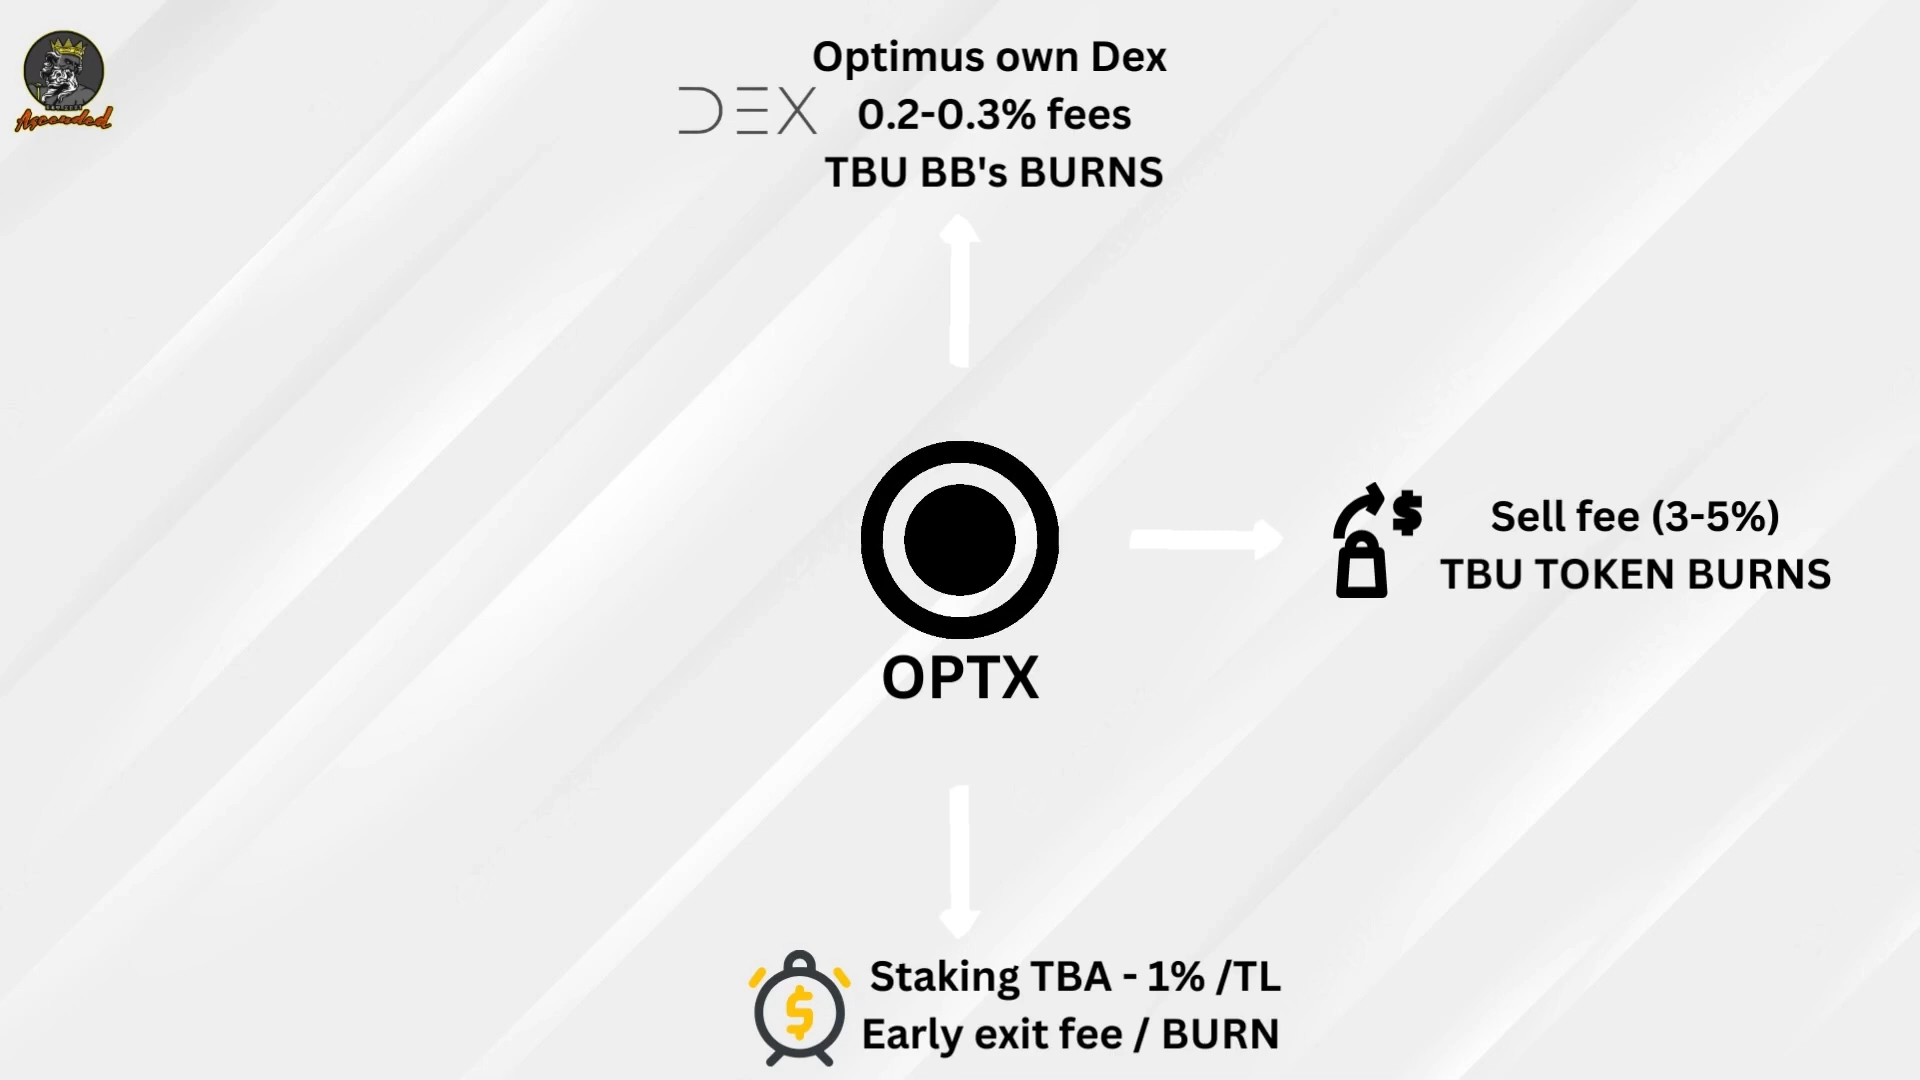 Ascended
Optimus own Dex
DEX
0.2-0.3% fees
TBU BB's BURNS
$
Sell fee (3-5%)
TBU TOKEN BURNS
OPTX
$
Staking TBA - 1% /TL
Early exit fee / BURN